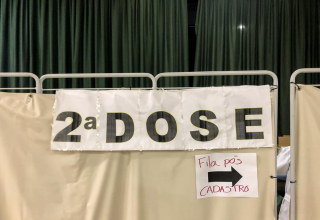 2ª DOSE
Fila pós
CADASTRO